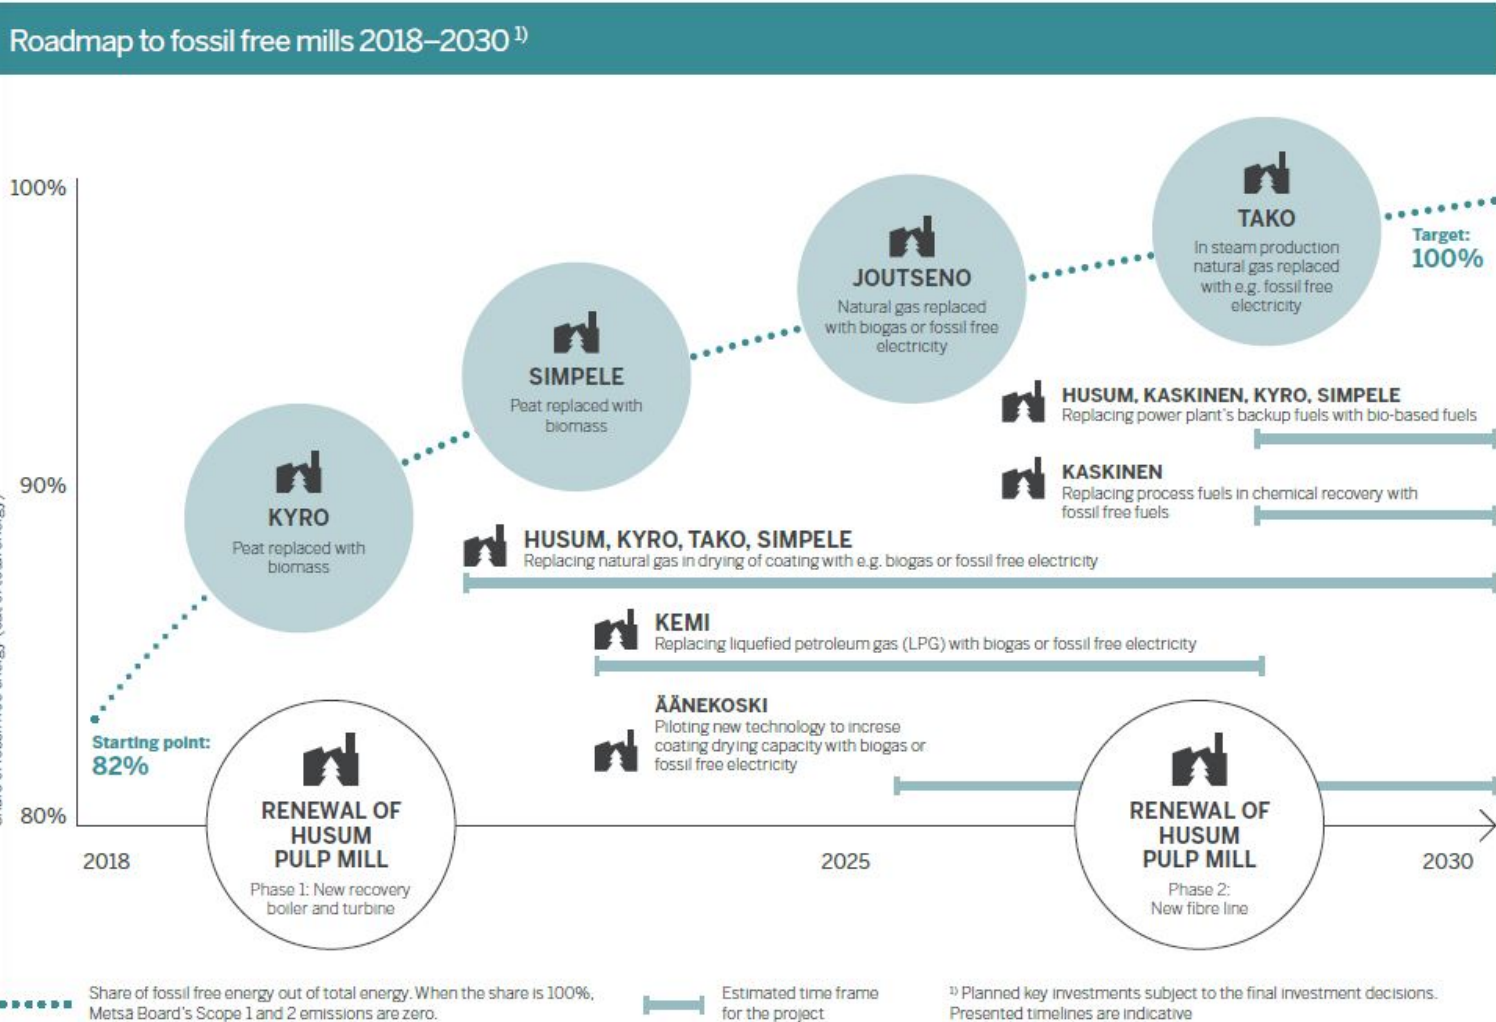 Roadmap to fossil free mills 2018–2030 1)
100%
90%
80%
TAKO
In steam production
natural gas replaced
with e.g. fossil free
electricity
Target:
100%
JOUTSENO
Natural gas replaced
with biogas or fossil free
electricity
SIMPELE
Peat replaced with
biomass
KYRO
Peat replaced with
biomass
HUSUM, KASKINEN, KYRO, SIMPELE
Replacing power plant's backup fuels with bio-based fuels
KASKINEN
Replacing process fuels in chemical recovery with
fossil free fuels
HUSUM, KYRO, TAKO, SIMPELE
Replacing natural gas in drying of coating with e.g. biogas or fossil free electricity
KEMI
Replacing liquefied petroleum gas (LPG) with biogas or fossil free electricity
ÄÄNEKOSKI
Piloting new technology to increse
coating drying capacity with biogas or
fossil free electricity
Starting point:
82%
RENEWAL OF
HUSUM
PULP MILL
Phase 1: New recovery
boiler and turbine
RENEWAL OF
HUSUM
PULP MILL
Phase 2:
New fibre line
2018
2025
2030
Share of fossil free energy out of total energy. When the share is 100%,
Metsä Board's Scope 1 and 2 emissions are zero.
Estimated time frame
for the project
1) Planned key investments subject to the final investment decisions.
Presented timelines are indicative